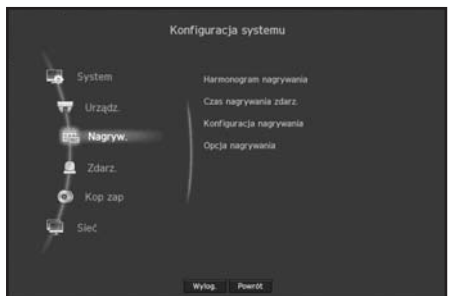 Konfiguracja systemu
System
Urządz.
Nagryw.
Zdarz.
Kop zap
Sieć
Harmonogram nagrywania
Czas nagrywania zdarz.
Konfiguracja nagrywania
Opcja nagrywania
Wylog.
Powrót